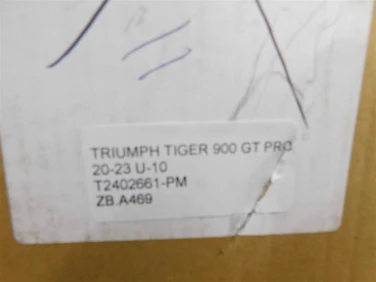 TRIUMPH TIGER 900 GT PRO
20-23 U-10
T2402661-PM
ZB.A469